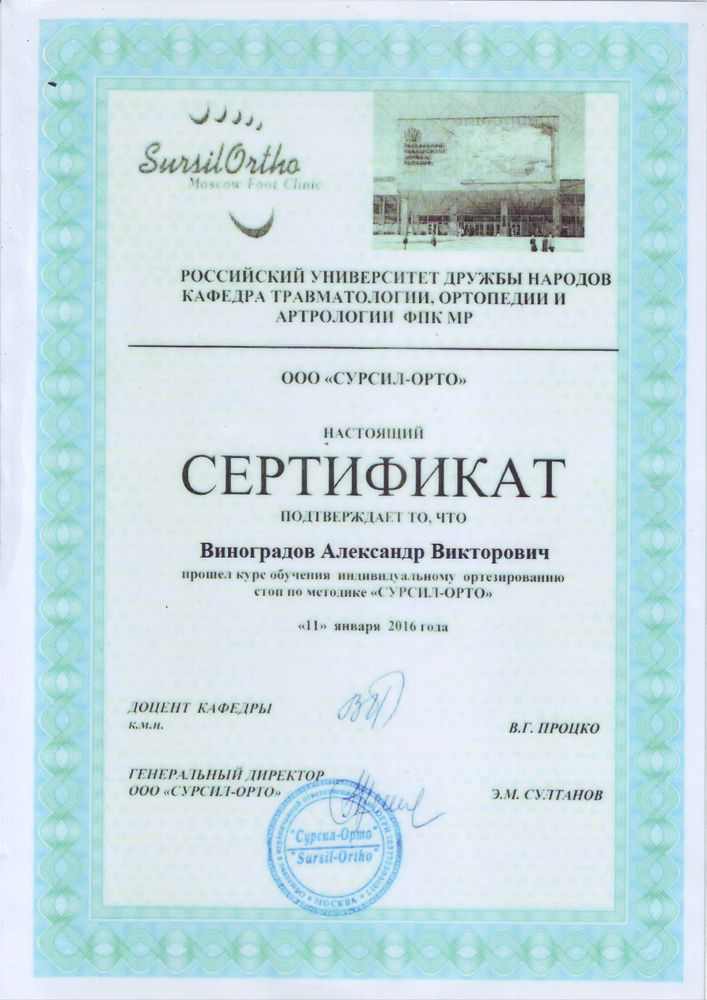 SursilOrtho
Moscow Foot Clinic
РОССИЙСКИЙ УНИВЕРСИТЕТ ДРУЖБЫ НАРОДОВ
КАФЕДРА ТРАВМАТОЛОГИИ, ОРТОПЕДИИ И
АРТРОЛОГИИ ФПК МР
ООО «СУРСИЛ-ОРТО»
НАСТОЯЩИЙ
СЕРТИФИКАТ
ПОДТВЕРЖДАЕТ ТО, ЧТО
Виноградов Александр Викторович
прошел курс обучения индивидуальному ортезированию
стоп по методике «СУРСИЛ-ОРТО»
«11» января 2016 года
ДОЦЕНТ КАФЕДРЫ
к.м.н.
В.Г. ПРОЦКО
ГЕНЕРАЛЬНЫЙ ДИРЕКТОР
ООО «СУРСИЛ-ОРТО»
Э.М. СУЛТАНОВ
"Сурсил-Орто"
"Sursil-Ortho"
МОСКВА